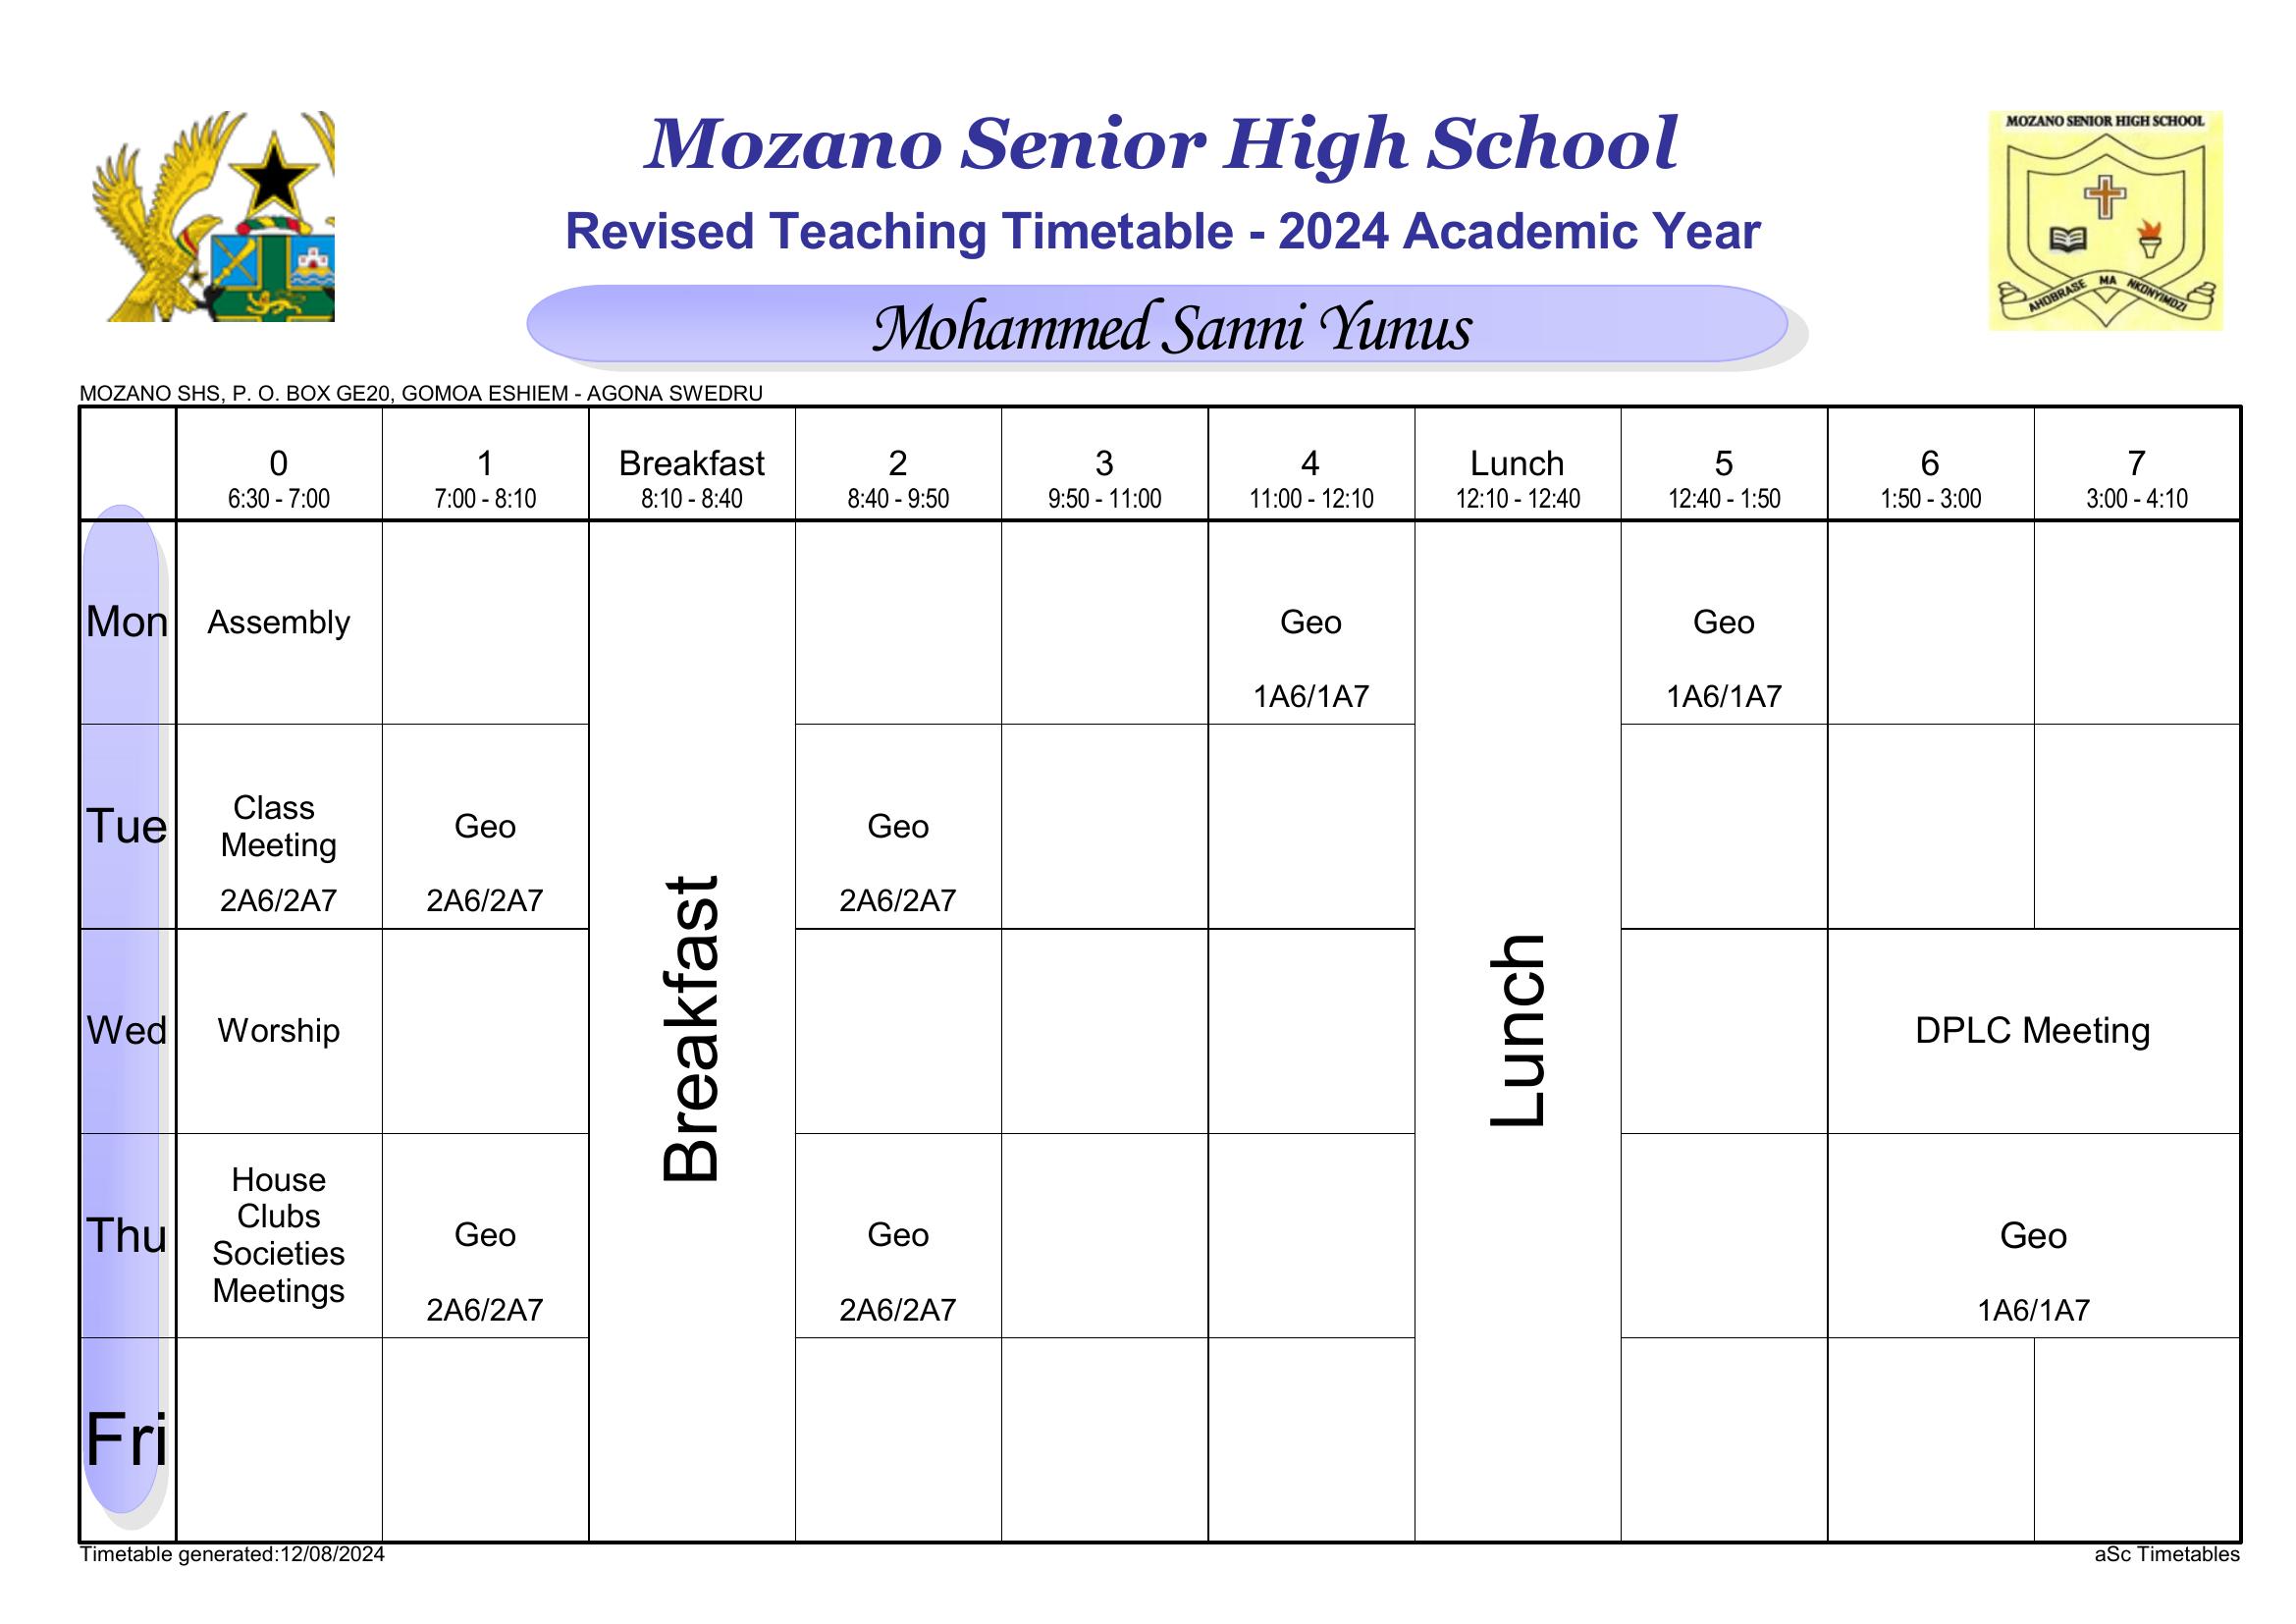 MOZANO SENIOR HIGH SCHOOL
AHOBRASE MA NKONYIMDZI
Mozano Senior High School
Revised Teaching Timetable - 2024 Academic Year
Mohammed Sanni Yunus
MOZANO SHS, P. O. BOX GE20, GOMOA ESHIEM - AGONA SWEDRU
0 1 Breakfast 2 3 4 Lunch 5 6 7
6:30 - 7:00 7:00 - 8:10 8:10 - 8:40 8:40 - 9:50 9:50 - 11:00 11:00 - 12:10 12:10 - 12:40 12:40 - 1:50 1:50 - 3:00 3:00 - 4:10
Mon Assembly Geo Geo
1A6/1A7 1A6/1A7
Class
Tue Geo Geo
Meeting
2A6/2A7 2A6/2A7 2A6/2A7
Breakfast
Lunch
Wed Worship DPLC Meeting
House
Clubs
Thu Geo Geo Geo
Societies
Meetings
2A6/2A7 2A6/2A7 1A6/1A7
Fri
Timetable generated:12/08/2024 aSc Timetables